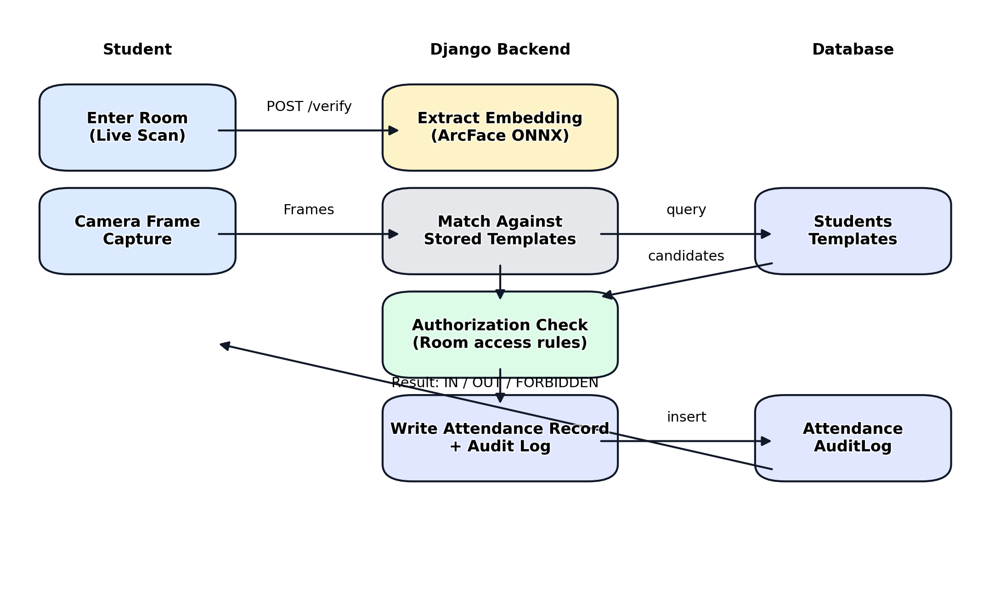 Student
Django Backend
Database
Enter Room
(Live Scan)
POST /verify
Extract Embedding
(ArcFace ONNX)
Camera Frame
Capture
Frames
Match Against
Stored Templates
query
Students
Templates
candidates
Authorization Check
(Room access rules)
Result: IN / OUT / FORBIDDEN
Write Attendance Record
+ Audit Log
insert
Attendance
AuditLog